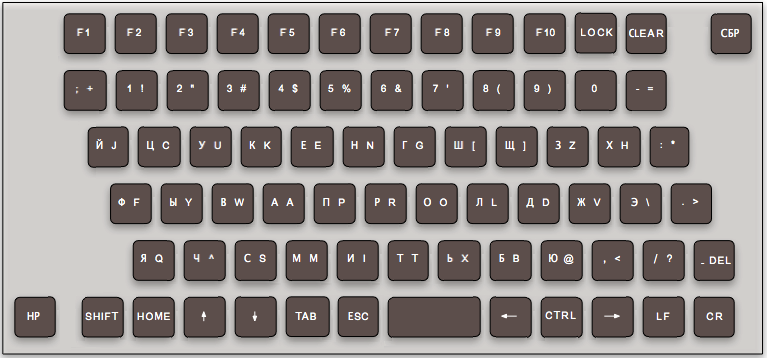 F1 F2 F3 F4 F5 F6 F7 F8 F9 F10 LOCK CLEAR СБР
; + 1 ! 2 " 3 # 4 $ 5 % 6 & 7 ' 8 ( 9 ) 0 - =
Й J Ц C У U К K Е E Н N Г G Ш [ Щ ] З Z Х H : *
Ф F Ы Y В W А A П P Р R О O Л L Д D Ж V Э \ . >
Я Q Ч ^ С S М M И I Т T Ь X Б B Ю @ , < / ? _ DEL
НР SHIFT HOME ↑ ↓ TAB ESC ← CTRL → LF CR